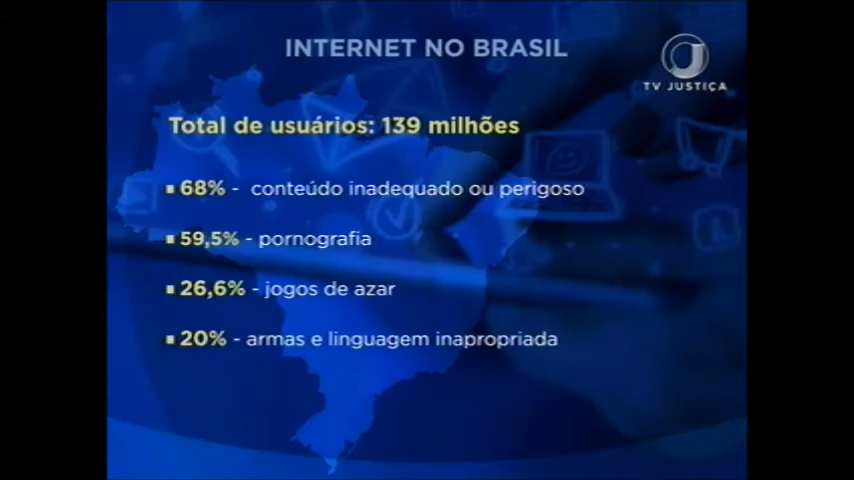 INTERNET NO BRASIL
TV JUSTIÇA
Total de usuários: 139 milhões
68% - conteúdo inadequado ou perigoso
59,5% - pornografia
26,6% - jogos de azar
20% - armas e linguagem inapropriada